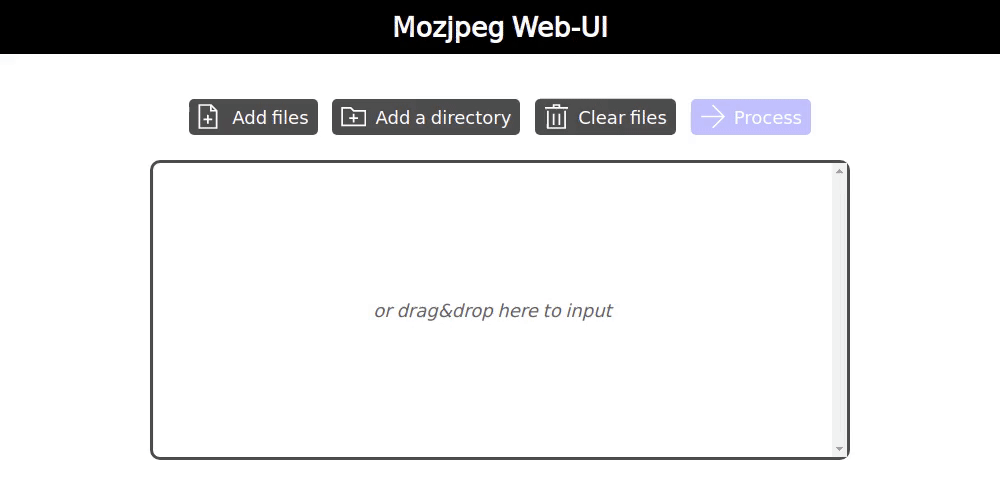 Mozjpeg Web-UI
Add files
Add a directory
Clear files
Process
or drag&drop here to input